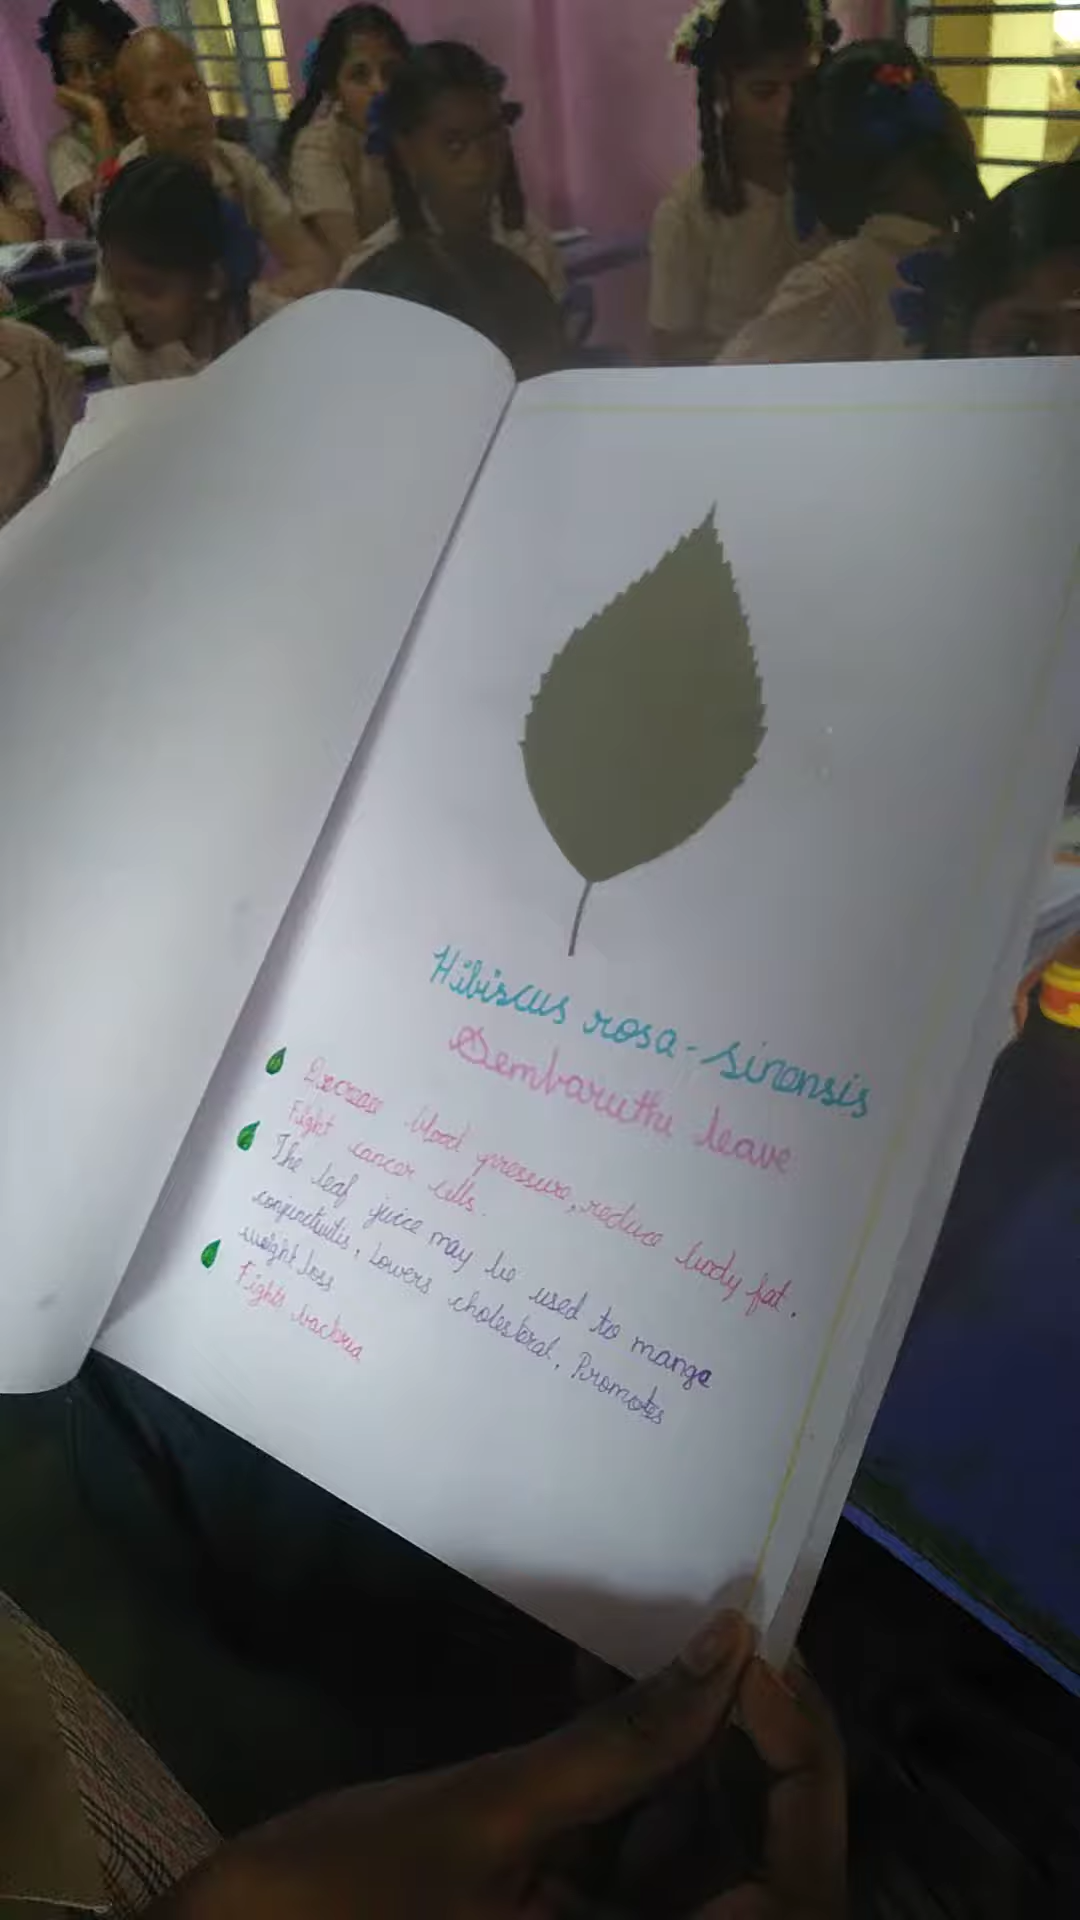 Hibiscus rosa-sinensis
Sembaruthi leave
Decrease blood pressure, reduce body fat.
Fight cancer cells.
The leaf juice may be used to mange
conjunctivitis, Lowers cholesteral, Promotes
weight loss
Fights bacteria